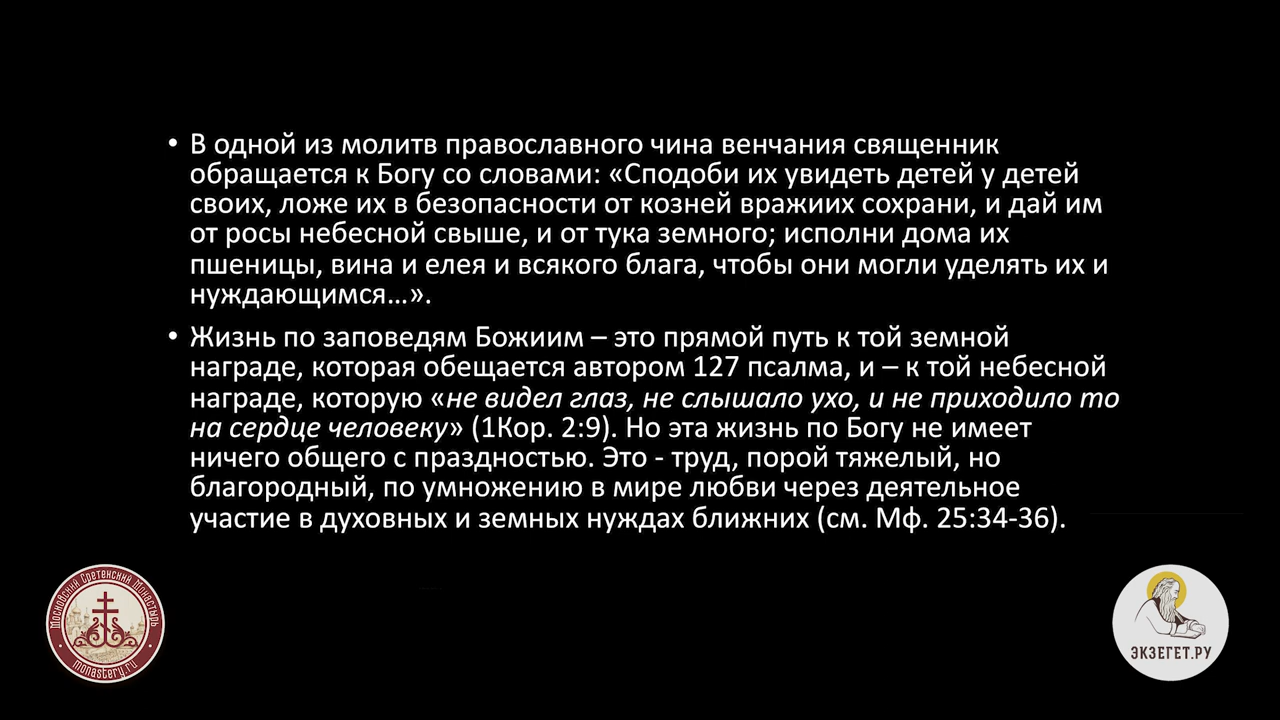 • В одной из молитв православного чина венчания священник
обращается к Богу со словами: «Сподоби их увидеть детей у детей
своих, ложе их в безопасности от козней вражиих сохрани, и дай им
от росы небесной свыше, и от тука земного; исполни дома их
пшеницы, вина и елея и всякого блага, чтобы они могли уделять их и
нуждающимся…».
• Жизнь по заповедям Божиим – это прямой путь к той земной
награде, которая обещается автором 127 псалма, и – к той небесной
награде, которую «не видел глаз, не слышало ухо, и не приходило то
на сердце человеку» (1Кор. 2:9). Но эта жизнь по Богу не имеет
ничего общего с праздностью. Это - труд, порой тяжелый, но
благородный, по умножению в мире любви через деятельное
участие в духовных и земных нуждах ближних (см. Мф. 25:34-36).
Московский Сретенский Монастырь
monastery.ru
ЭКЗЕГЕТ.РУ